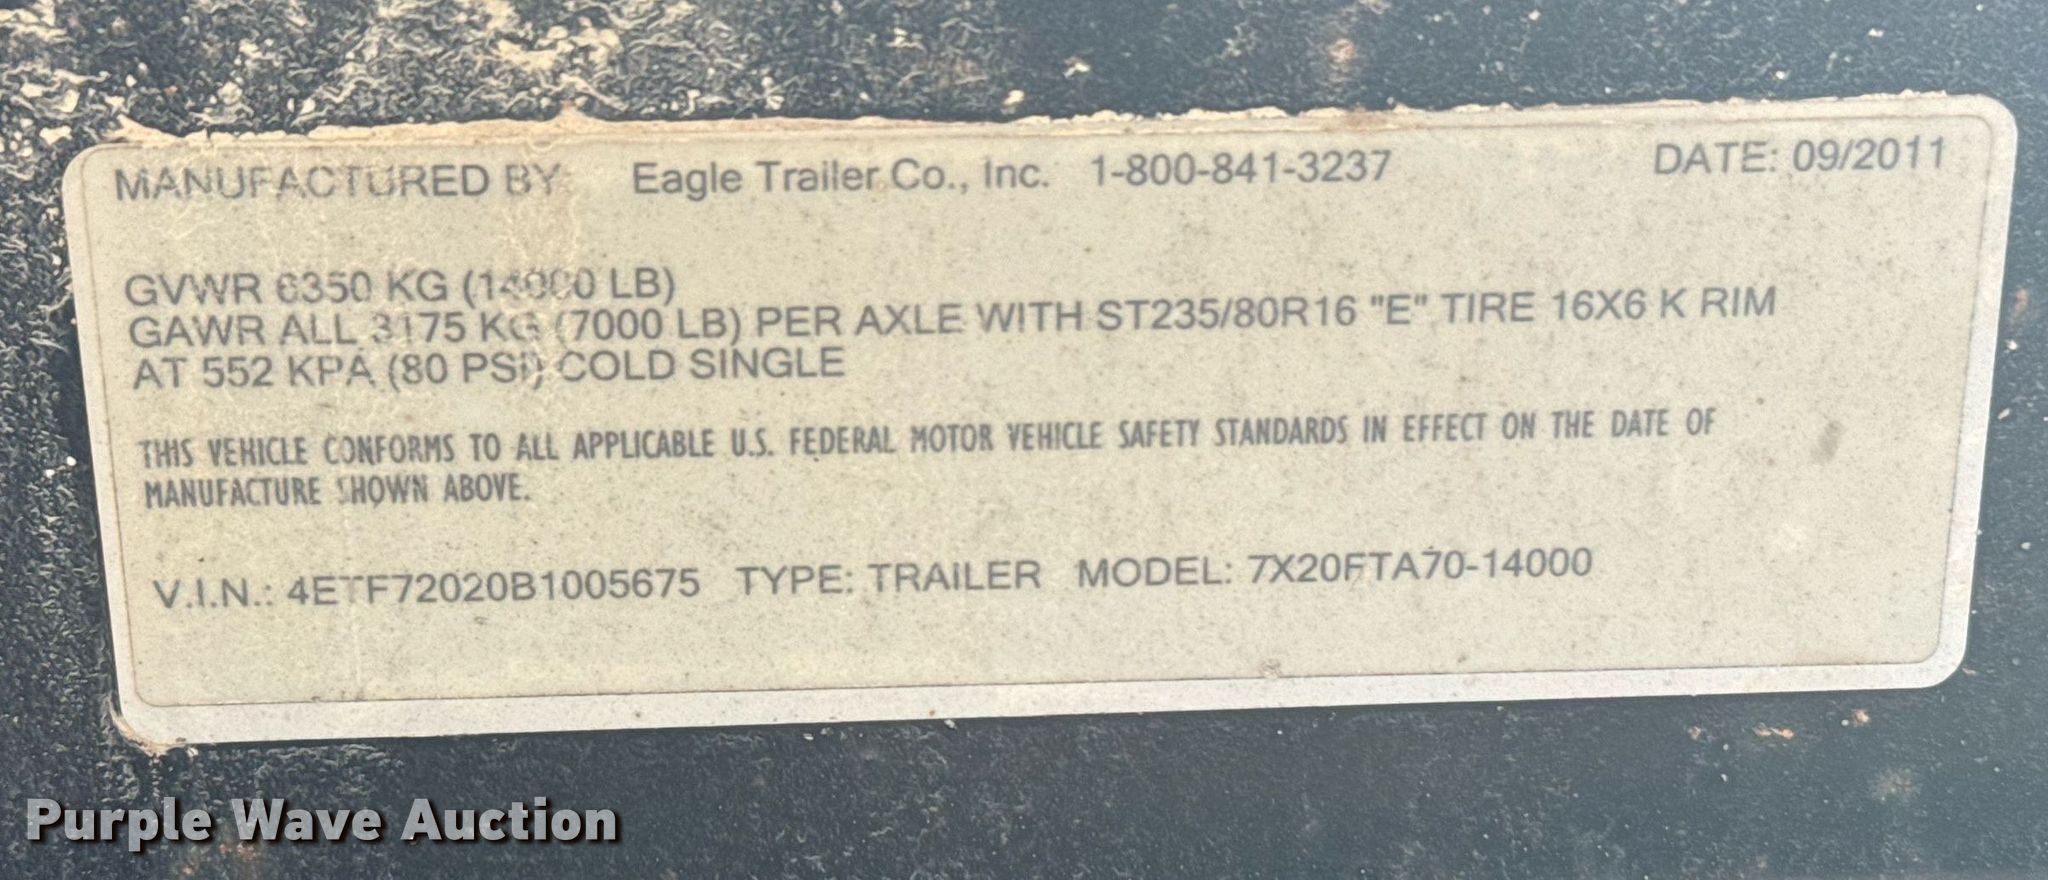 MANUFACTURED BY: Eagle Trailer Co., Inc. 1-800-841-3237 DATE: 09/2011
GVWR 6350 KG (14000 LB)
GAWR ALL 3175 KG (7000 LB) PER AXLE WITH ST235/80R16 "E" TIRE 16X6 K RIM
AT 552 KPA (80 PSI) COLD SINGLE
THIS VEHICLE CONFORMS TO ALL APPLICABLE U.S. FEDERAL MOTOR VEHICLE SAFETY STANDARDS IN EFFECT ON THE DATE OF
MANUFACTURE SHOWN ABOVE.
V.I.N.: 4ETF72020B1005675 TYPE: TRAILER MODEL: 7X20FTA70-14000
Purple Wave Auction